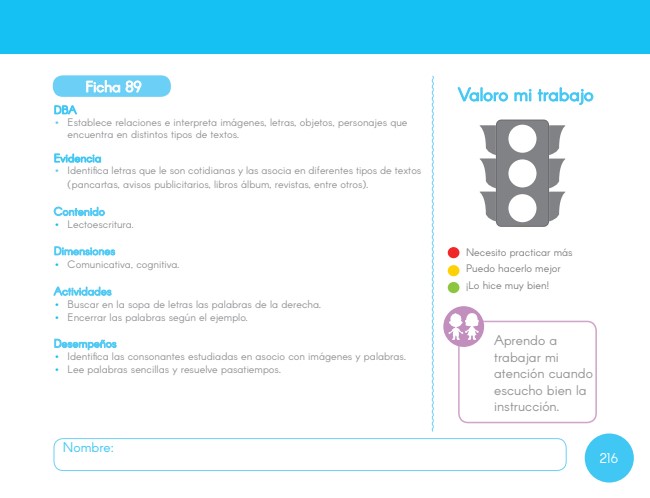 Ficha 89
DBA
• Establece relaciones e interpreta imágenes, letras, objetos, personajes que
encuentra en distintos tipos de textos.
Evidencia
• Identifica letras que le son cotidianas y las asocia en diferentes tipos de textos
(pancartas, avisos publicitarios, libros álbum, revistas, entre otros).
Contenido
• Lectoescritura.
Dimensiones
• Comunicativa, cognitiva.
Actividades
• Buscar en la sopa de letras las palabras de la derecha.
• Encerrar las palabras según el ejemplo.
Desempeños
• Identifica las consonantes estudiadas en asocio con imágenes y palabras.
• Lee palabras sencillas y resuelve pasatiempos.
Valoro mi trabajo
Necesito practicar más
Puedo hacerlo mejor
¡Lo hice muy bien!
Aprendo a
trabajar mi
atención cuando
escucho bien la
instrucción.
Nombre:
216